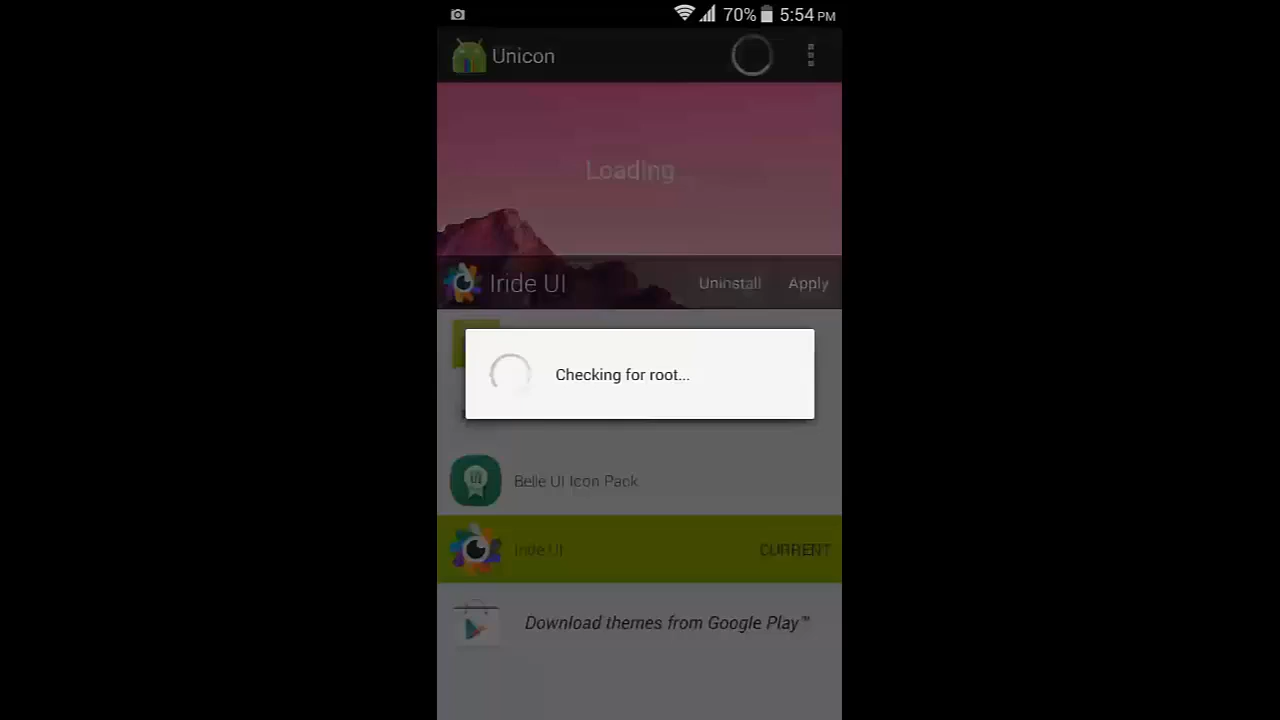 70% 5:54 PM
Unicon
Loading...
Iride UI Uninstall Apply
Checking for root...
Belle UI Icon Pack
Iride UI CURRENT
Download themes from Google Play™